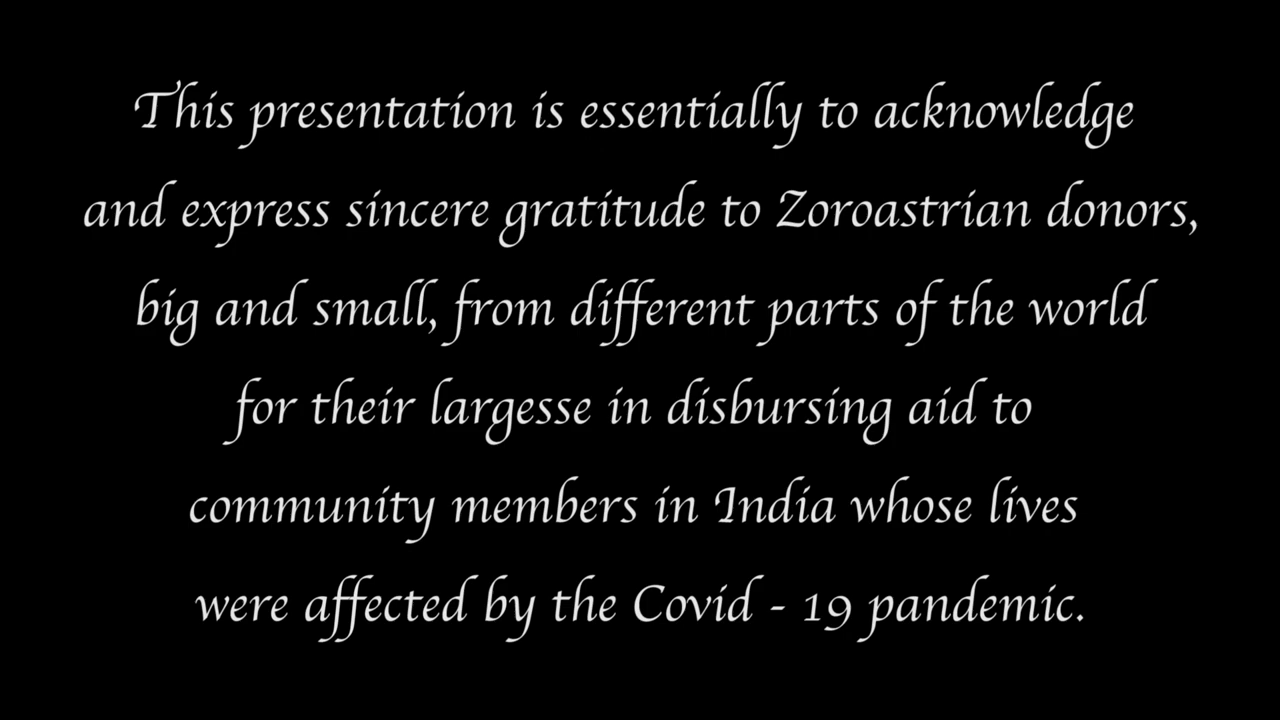 This presentation is essentially to acknowledge
and express sincere gratitude to Zoroastrian donors,
big and small, from different parts of the world
for their largesse in disbursing aid to
community members in India whose lives
were affected by the Covid - 19 pandemic.